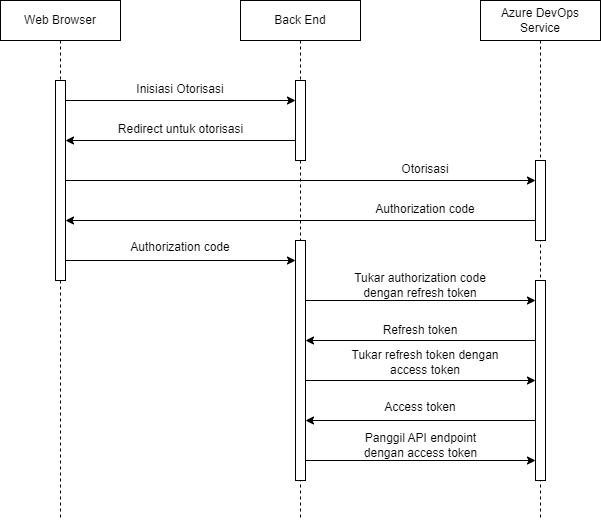 Web Browser
Back End
Azure DevOps
Service
Inisiasi Otorisasi
Redirect untuk otorisasi
Otorisasi
Authorization code
Authorization code
Tukar authorization code
dengan refresh token
Refresh token
Tukar refresh token dengan
access token
Access token
Panggil API endpoint
dengan access token